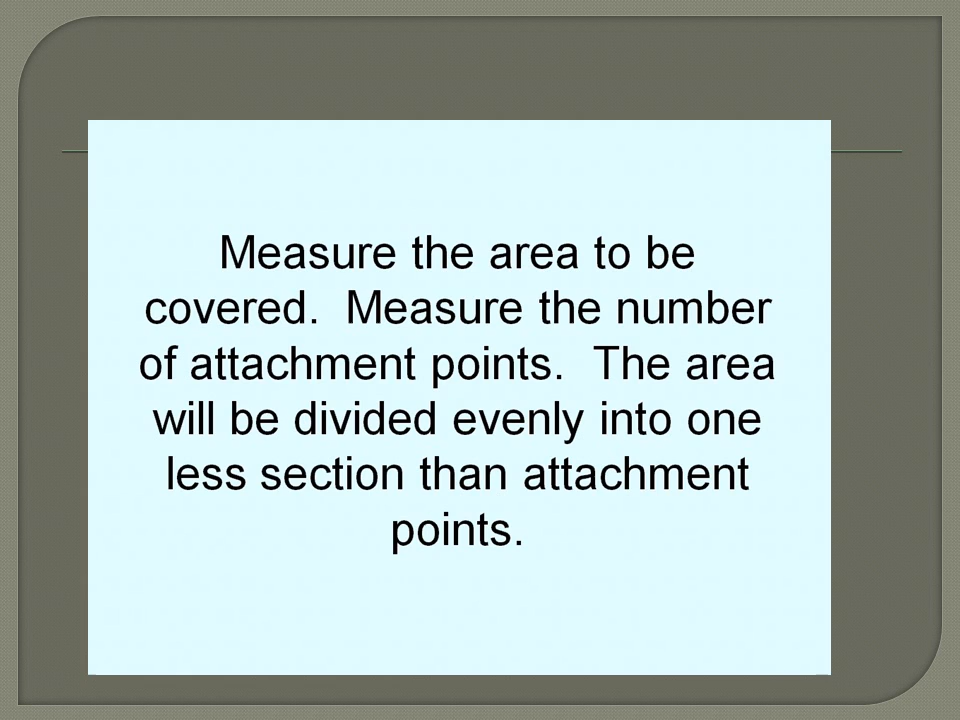 Measure the area to be
covered.  Measure the number
of attachment points.  The area
will be divided evenly into one
less section than attachment
points.